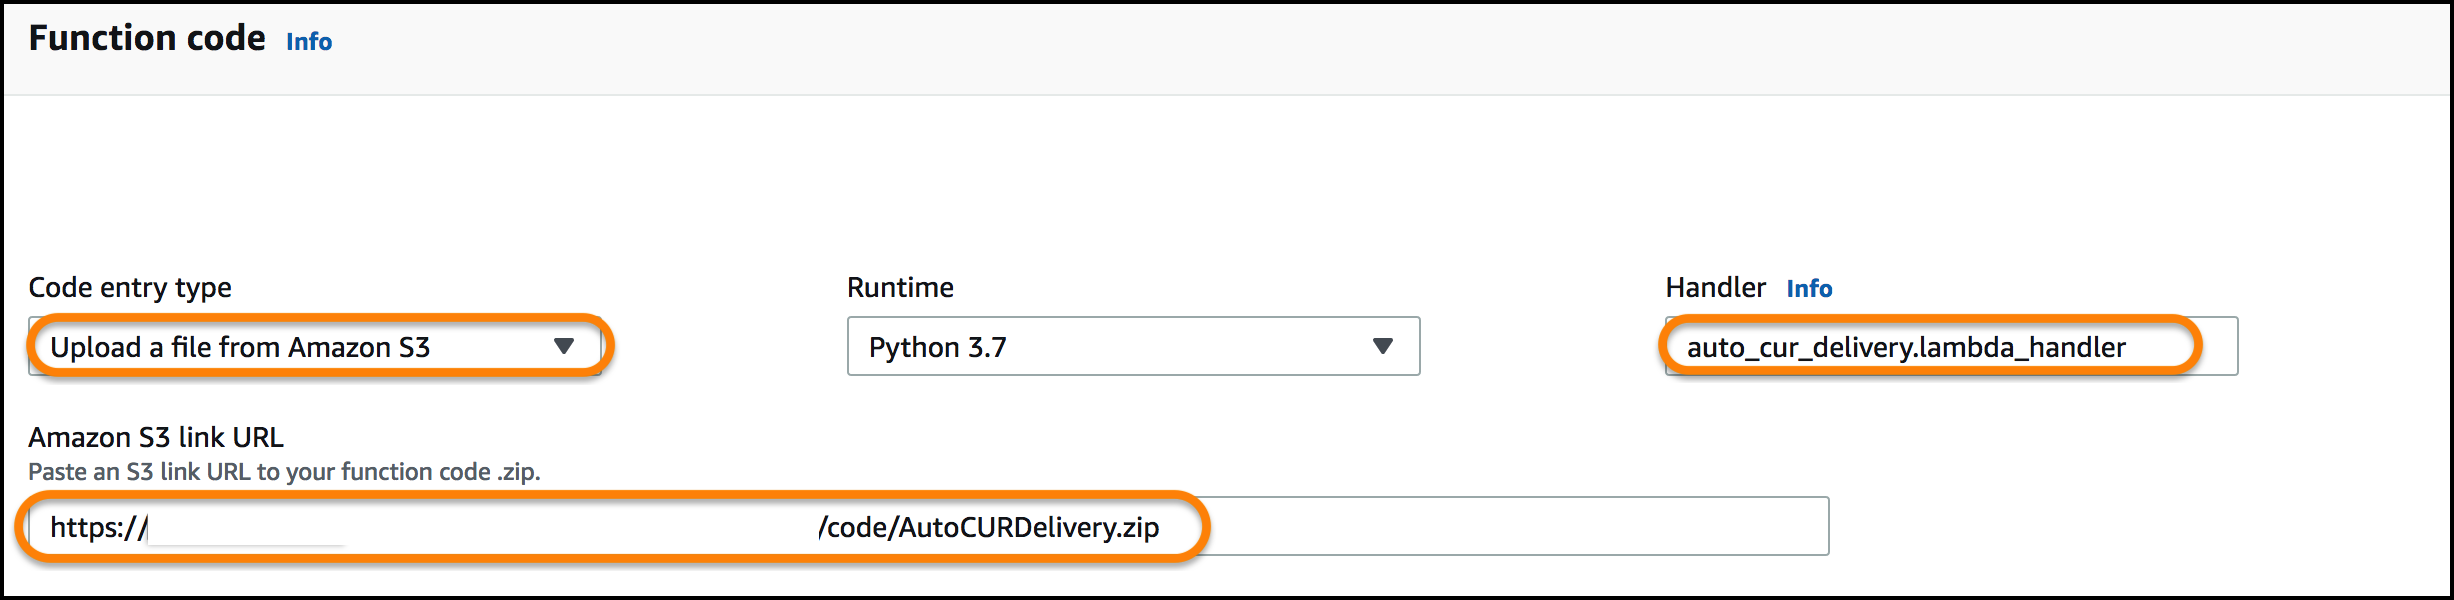 Function code Info
Code entry type Runtime Handler Info
Upload a file from Amazon S3 Python 3.7 auto_cur_delivery.lambda_handler
Amazon S3 link URL
Paste an S3 link URL to your function code .zip.
https:// /code/AutoCURDelivery.zip